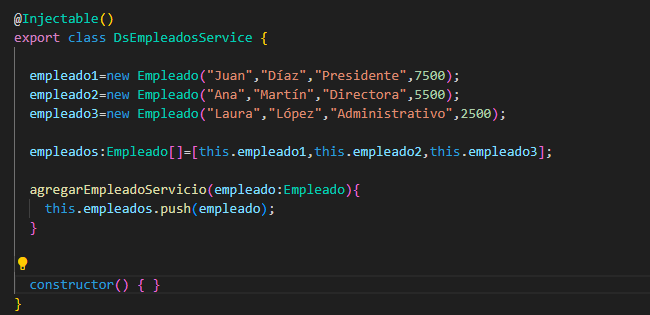 @Injectable()
export class DsEmpleadosService {
empleado1=new Empleado("Juan","Díaz","Presidente",7500);
empleado2=new Empleado("Ana","Martín","Directora",5500);
empleado3=new Empleado("Laura","López","Administrativo",2500);
empleados:Empleado[]=[this.empleado1,this.empleado2,this.empleado3];
agregarEmpleadoServicio(empleado:Empleado){
this.empleados.push(empleado);
}
constructor() { }
}